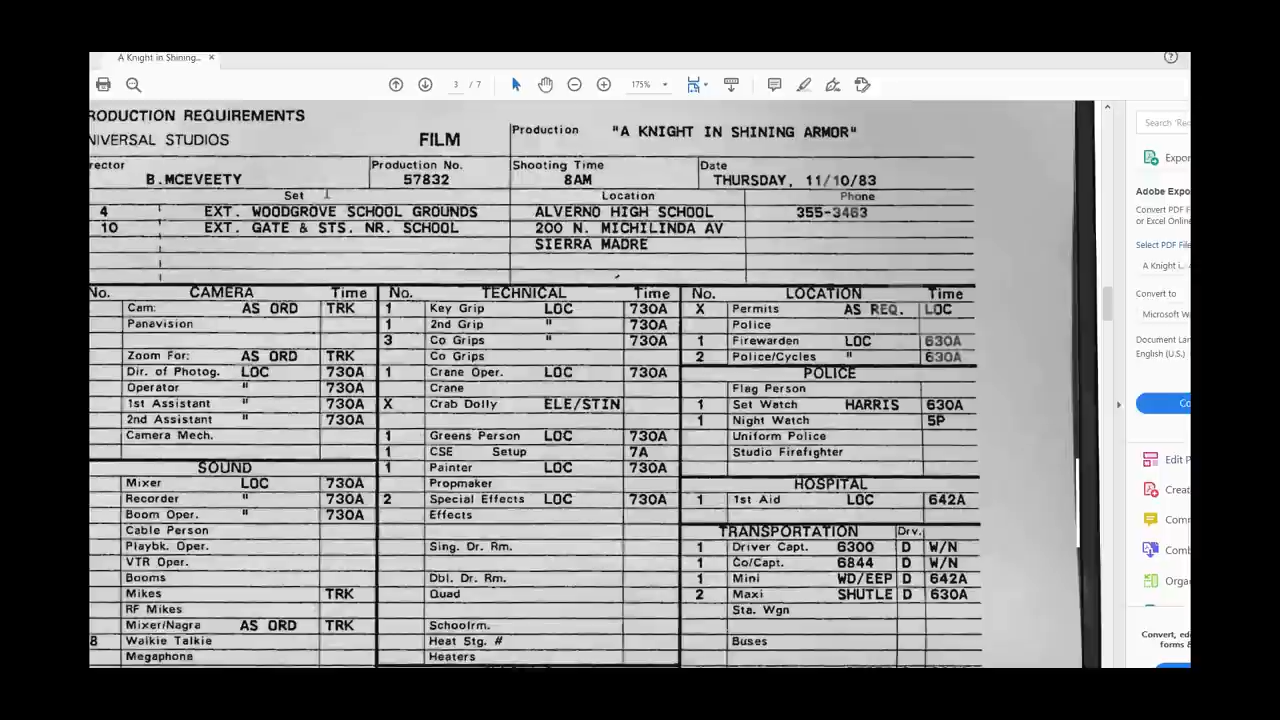 A Knight in Shining... ×
3 / 7 175%
RODUCTION REQUIREMENTS
NIVERSAL STUDIOS FILM Production "A KNIGHT IN SHINING ARMOR"
rector Production No. Shooting Time Date
B.MCEVEETY 57832 8AM THURSDAY, 11/10/83
Set Location Phone
4 EXT. WOODGROVE SCHOOL GROUNDS ALVERNO HIGH SCHOOL 355-3463
10 EXT. GATE & STS. NR. SCHOOL 200 N. MICHILINDA AV
SIERRA MADRE
No. CAMERA Time No. TECHNICAL Time No. LOCATION Time
Cam: AS ORD TRK 1 Key Grip LOC 730A X Permits AS REQ. LOC
Panavision 1 2nd Grip " 730A Police
3 Co Grips " 730A 1 Firewarden LOC 630A
Zoom For: AS ORD TRK Co Grips 2 Police/Cycles " 630A
Dir. of Photog. LOC 730A 1 Crane Oper. LOC 730A POLICE
Operator " 730A Crane Flag Person
1st Assistant " 730A X Crab Dolly ELE/STIN 1 Set Watch HARRIS 630A
2nd Assistant " 730A 1 Night Watch 5P
Camera Mech. 1 Greens Person LOC 730A Uniform Police
1 CSE Setup 7A Studio Firefighter
SOUND 1 Painter LOC 730A
Mixer LOC 730A Propmaker HOSPITAL
Recorder " 730A 2 Special Effects LOC 730A 1 1st Aid LOC 642A
Boom Oper. " 730A Effects
Cable Person TRANSPORTATION Drv.
Playbk. Oper. Sing. Dr. Rm. 1 Driver Capt. 6300 D W/N
VTR Oper. 1 Co/Capt. 6844 D W/N
Booms Dbl. Dr. Rm. 1 Mini WD/EEP D 642A
Mikes TRK Quad 2 Maxi SHUTLE D 630A
RF Mikes Sta. Wgn
Mixer/Nagra AS ORD TRK Schoolrm.
8 Walkie Talkie Heat Stg. # Buses
Megaphone Heaters
Search 'Rec
Expor
Adobe Expo
Convert PDF F
or Excel Online
Select PDF File
A Knight i...
Convert to
Microsoft W
Document Lang
English (U.S.)
Co
Edit P
Creat
Comm
Comb
Organ
Convert, edi
forms &